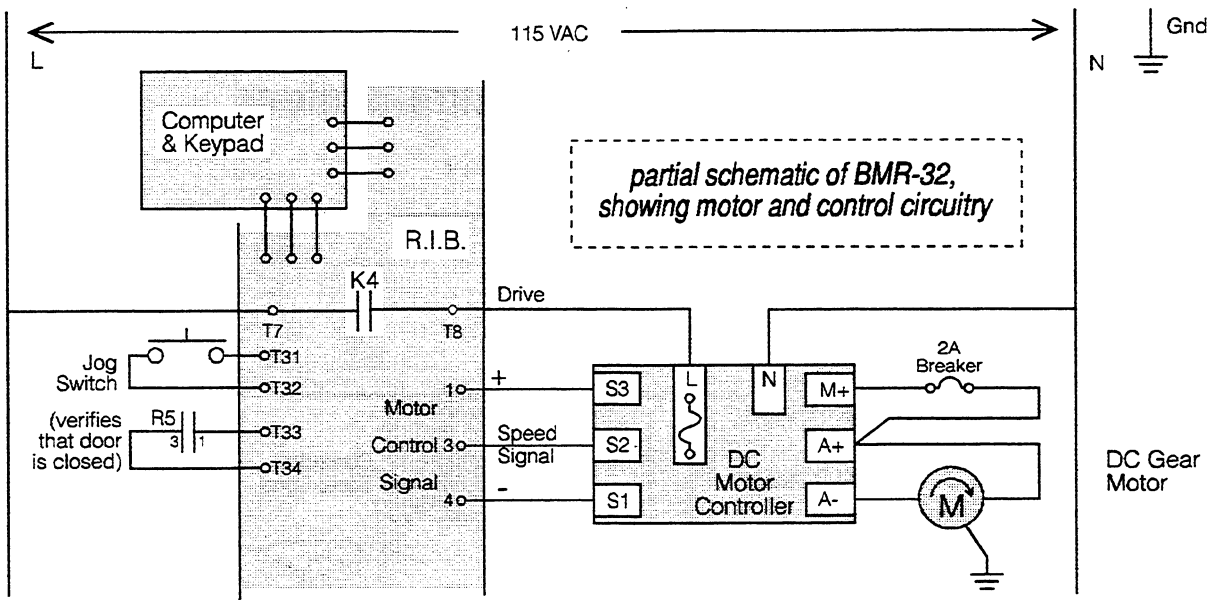 115 VAC
Gnd
L
N
Computer
& Keypad
partial schematic of BMR-32,
showing motor and control circuitry
R.I.B.
K4
Drive
T7
T8
Jog
Switch
T31
T32
2A
Breaker
L
N
1
+
S3
M+
(verifies
that door
is closed)
R5
3
1
T33
T34
Motor
Control 3
Signal
4
Speed
Signal
-
S2
S1
DC
Motor
Controller
A+
A-
M
DC Gear
Motor